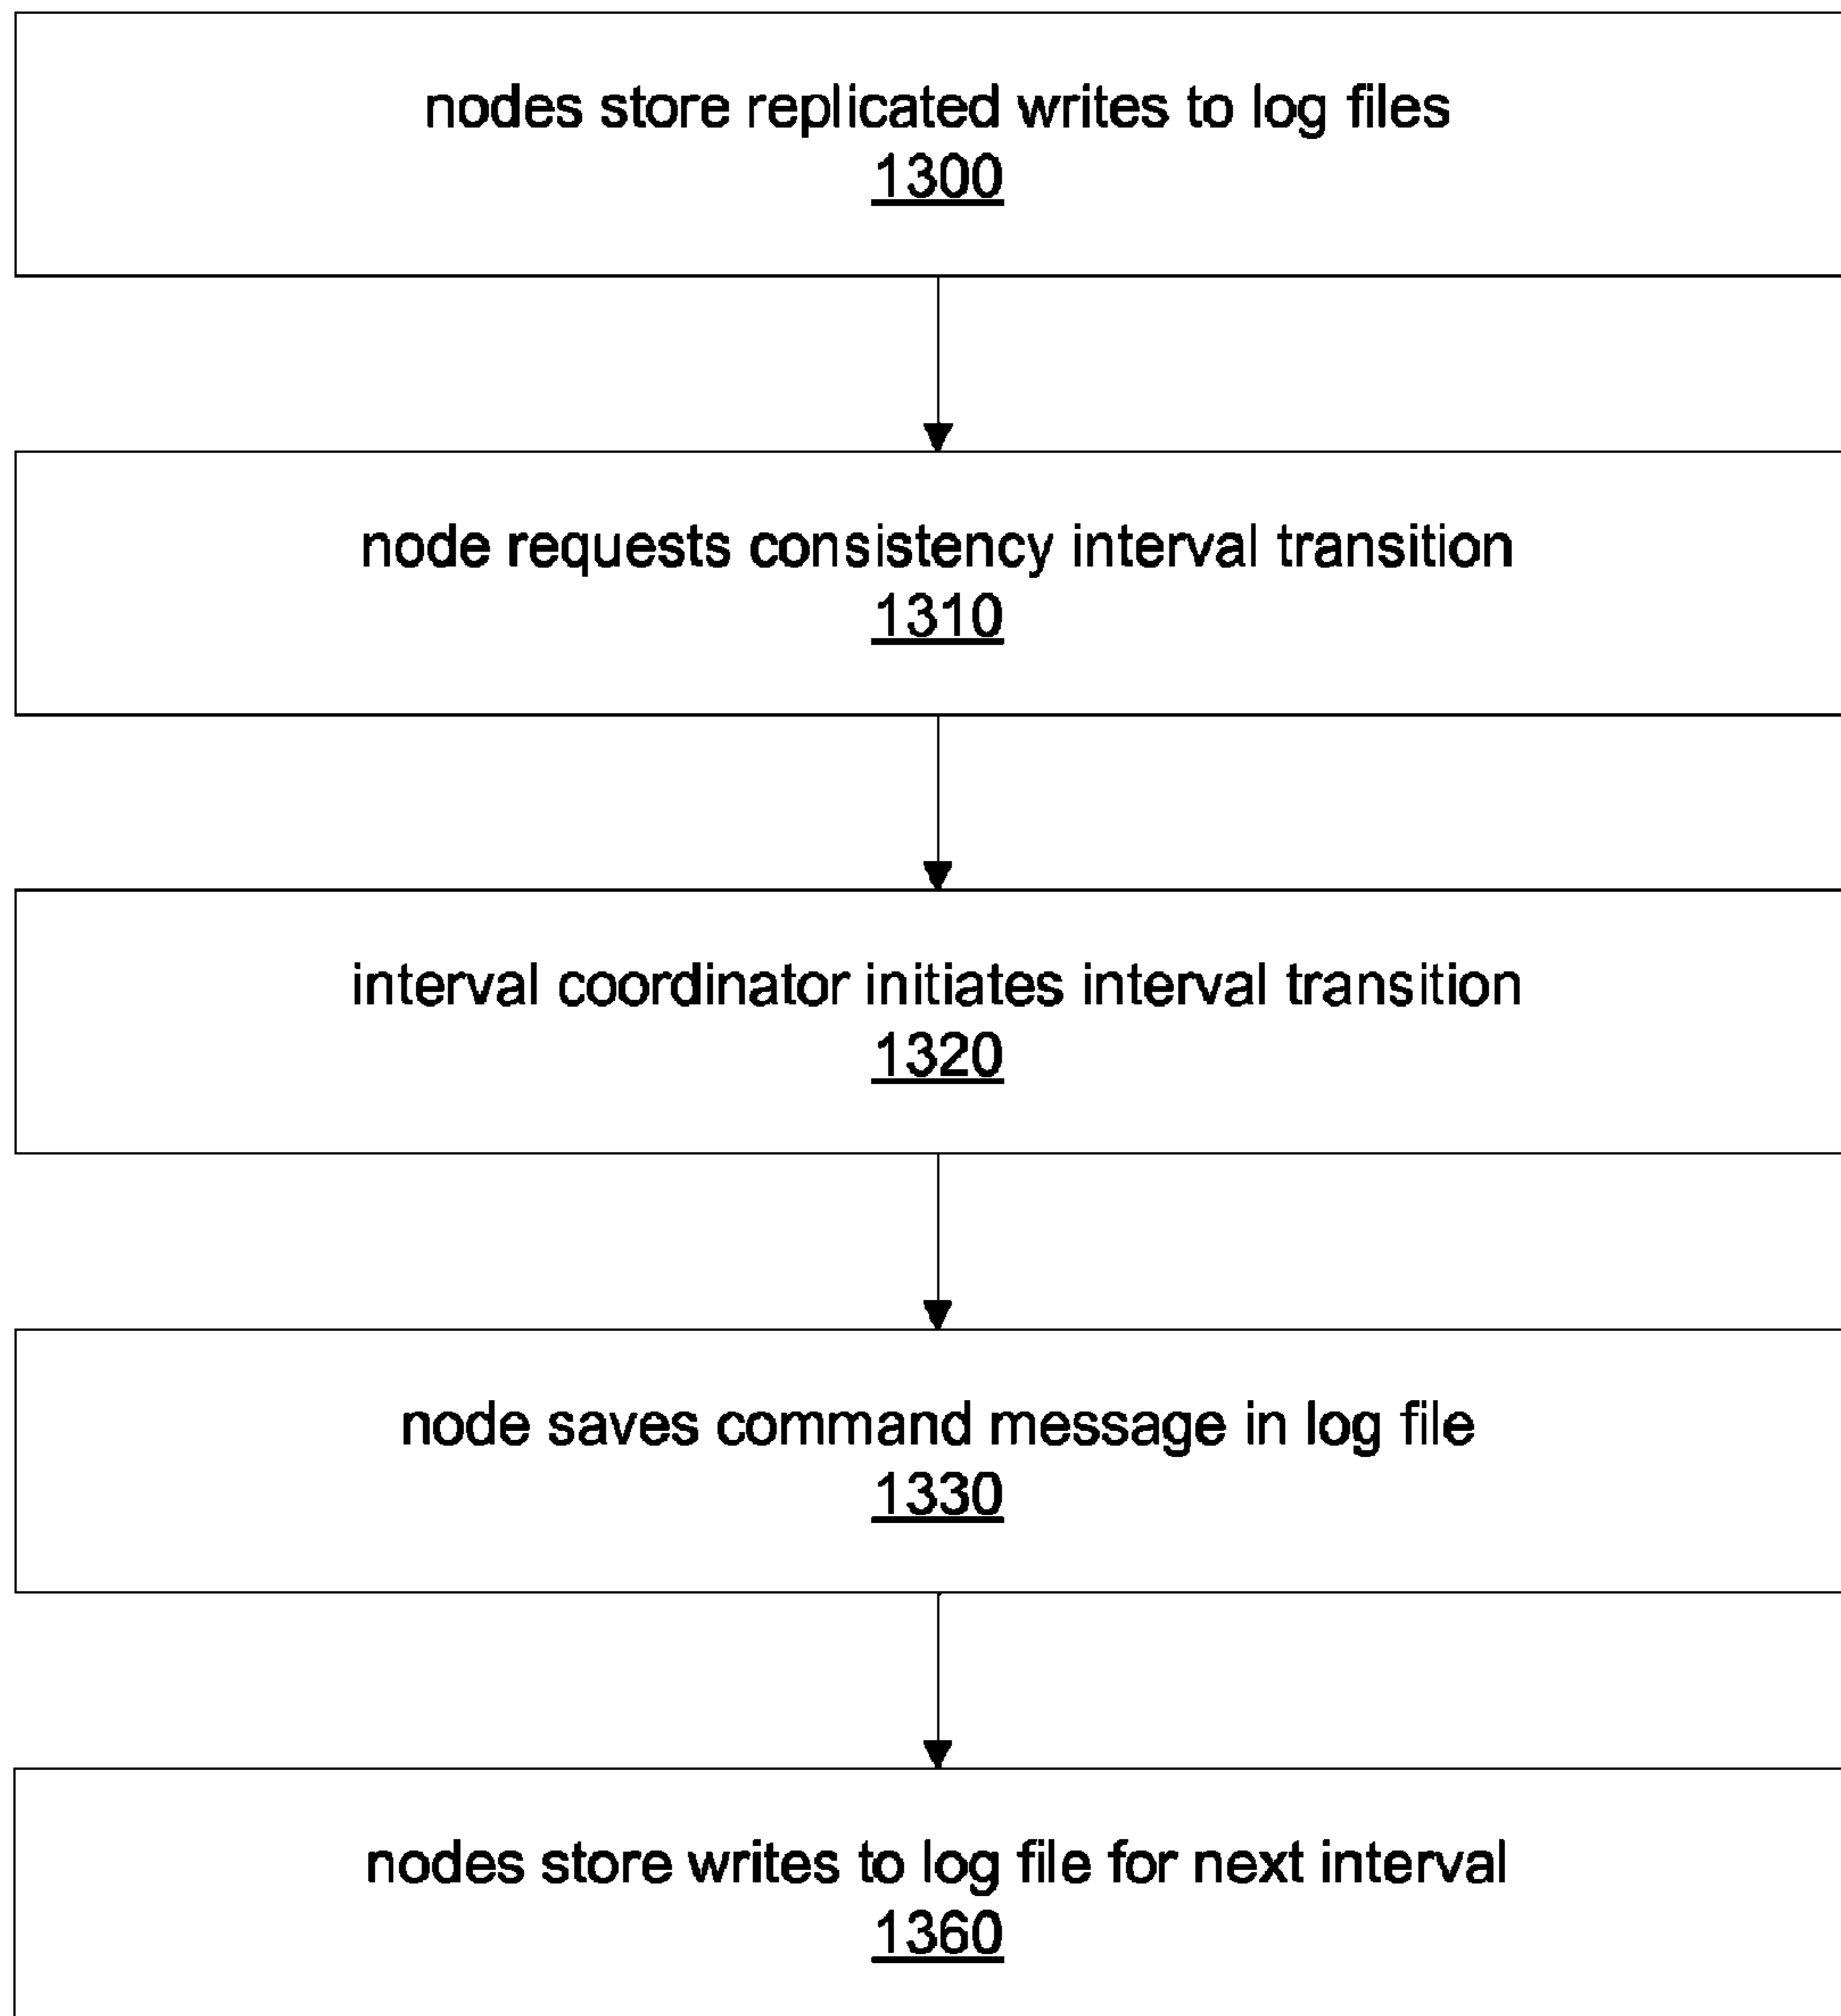 nodes store replicated writes to log files
1300
node requests consistency interval transition
1310
interval coordinator initiates interval transition
1320
node saves command message in log file
1330
nodes store writes to log file for next interval
1360